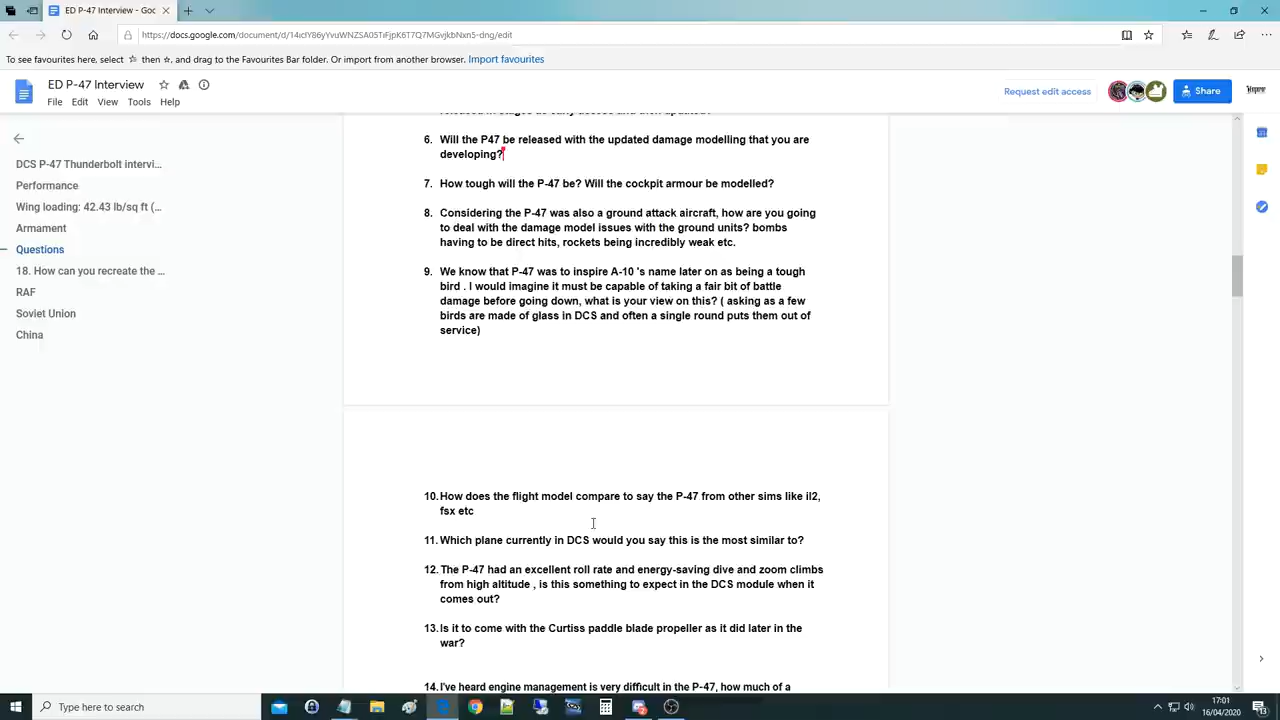 ED P-47 Interview - Goo
https://docs.google.com/document/d/14iclY86yYvuWNZSA05TiFjpK6T7Q7MGvjkbNxn5-dng/edit
To see favourites here, select then, and drag to the Favourites Bar folder. Or import from another browser. Import favourites
ED P-47 Interview
Request edit access
Share
File Edit View Tools Help
6. Will the P47 be released with the updated damage modelling that you are
developing?
DCS P-47 Thunderbolt intervi...
Performance
Wing loading: 42.43 lb/sq ft (...
Armament
Questions
18. How can you recreate the ...
RAF
Soviet Union
China
7. How tough will the P-47 be? Will the cockpit armour be modelled?
8. Considering the P-47 was also a ground attack aircraft, how are you going
to deal with the damage model issues with the ground units? bombs
having to be direct hits, rockets being incredibly weak etc.
9. We know that P-47 was to inspire A-10 's name later on as being a tough
bird . I would imagine it must be capable of taking a fair bit of battle
damage before going down, what is your view on this? ( asking as a few
birds are made of glass in DCS and often a single round puts them out of
service)
10. How does the flight model compare to say the P-47 from other sims like il2,
fsx etc
11. Which plane currently in DCS would you say this is the most similar to?
12. The P-47 had an excellent roll rate and energy-saving dive and zoom climbs
from high altitude , is this something to expect in the DCS module when it
comes out?
13. Is it to come with the Curtiss paddle blade propeller as it did later in the
war?
14. I've heard engine management is very difficult in the P-47, how much of a
Type here to search
17:01
16/04/2020